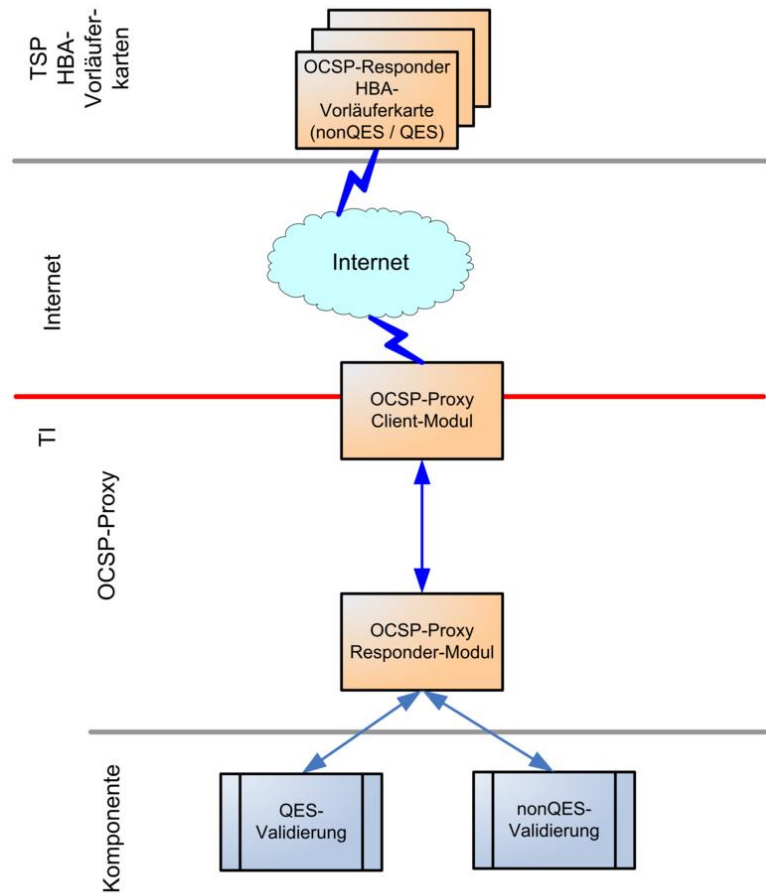 TSP
HBA-
Vorläufer-
karten
OCSP-Responder
HBA-
Vorläuferkarte
(nonQES / QES)
Internet
Internet
TI
OCSP-Proxy
Client-Modul
OCSP-Proxy
OCSP-Proxy
Responder-Modul
Komponente
QES-
Validierung
nonQES-
Validierung